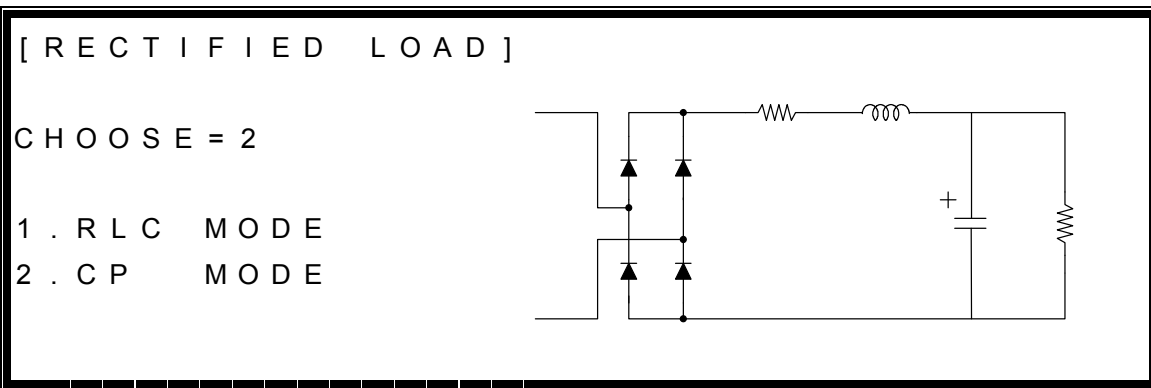 [RECTIFIED LOAD]
CHOOSE=2
1.RLC MODE
2.CP MODE
+